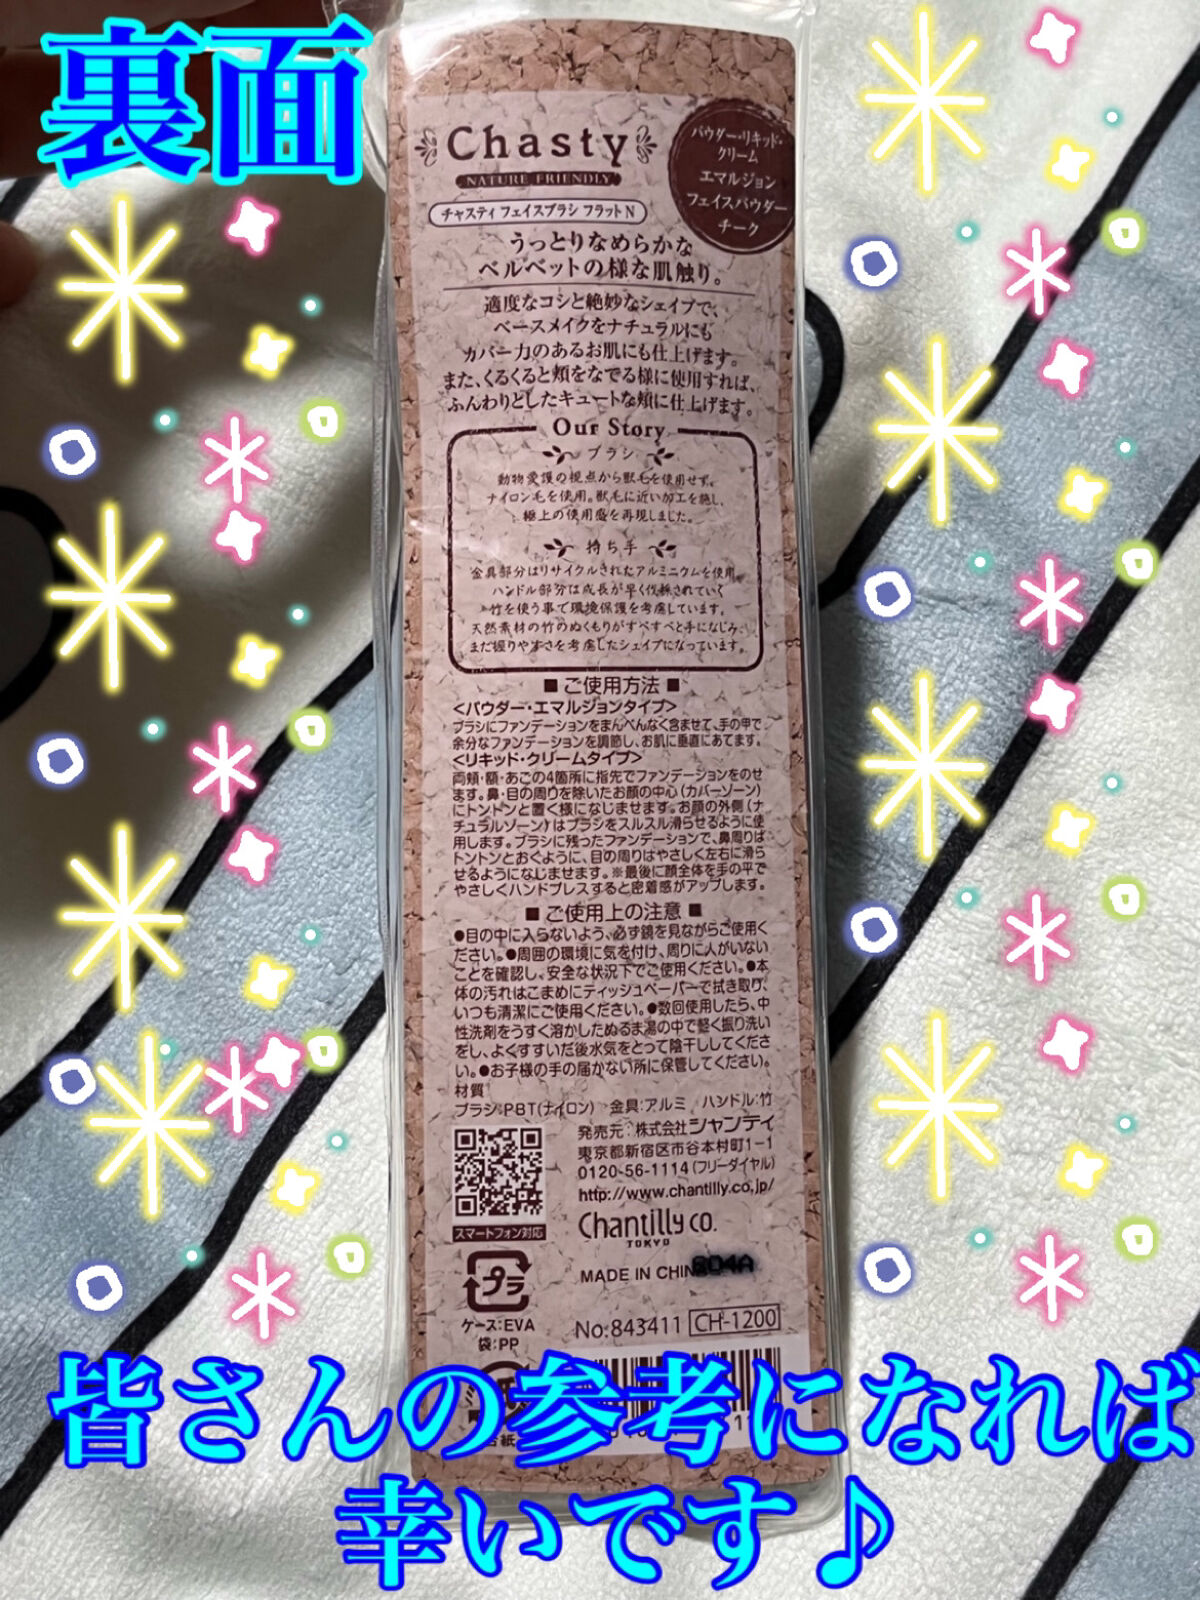 裏面
Chasty
NATURE FRIENDLY
チャスティ フェイスブラシ フラットN
パウダー・リキッド・
クリーム
エマルジョン
フェイスパウダー
チーク
うっとりなめらかな
ベルベットの様な肌触り。
適度なコシと絶妙なシェイプで、
ベースメイクをナチュラルにも
カバー力のあるお肌にも仕上げます。
また、くるくると頬をなでる様に使用すれば、
ふんわりとしたキュートな頬に仕上げます。
Our Story
ブラシ
動物愛護の視点から獣毛を使用せず、
ナイロン毛を使用。獣毛に近い加工を施し、
極上の使用感を再現しました。
持ち手
金具部分はリサイクルされたアルミニウムを使用。
ハンドル部分は成長が早く伐採されていく
竹を使う事で環境保護を考慮しています。
天然素材の竹のぬくもりがすべすべと手になじみ、
また握りやすさを考慮したシェイプになっています。
■ ご使用方法 ■
<パウダー・エマルジョンタイプ>
ブラシにファンデーションをまんべんなく含ませて、手の甲で
余分なファンデーションを調節し、お肌に垂直にあてます。
<リキッド・クリームタイプ>
両頬・額・あごの4箇所に指先でファンデーションをのせ
ます。鼻・目の周りを除いたお顔の中心(カバーゾーン)
にトントンと置く様になじませます。お顔の外側(ナ
チュラルゾーン)はブラシをスルスル滑らせるように使
用します。ブラシに残ったファンデーションで、鼻周りは
トントンとおくように、目の周りはやさしく左右に滑ら
せるようになじませます。※最後に顔全体を手の平で
やさしくハンドプレスすると密着感がアップします。
■ ご使用上の注意 ■
●目の中に入らないよう、必ず鏡を見ながらご使用く
ださい。●周囲の環境に気を付け、周りに人がいない
ことを確認し、安全な状況下でご使用ください。●本
体の汚れはこまめにティッシュペーパーで拭き取り、
いつも清潔にご使用ください。●数回使用したら、中
性洗剤をうすく溶かしたぬるま湯の中で軽く振り洗い
をし、よくすすいだ後水気をとって陰干ししてくださ
い。●お子様の手の届かない所に保管してください。
材質
ブラシ:PBT(ナイロン) 金具:アルミ ハンドル:竹
発売元:株式会社シャンティ
東京都新宿区市谷本村町1-1
0120-56-1114(フリーダイヤル)
http://www.chantilly.co.jp/
スマートフォン対応
Chantilly CO.
TOKYO
プラ
MADE IN CHIN
204A
ケース:EVA
袋:PP
No:843411 CH-1200
皆さんの参考になれば
幸いです♪